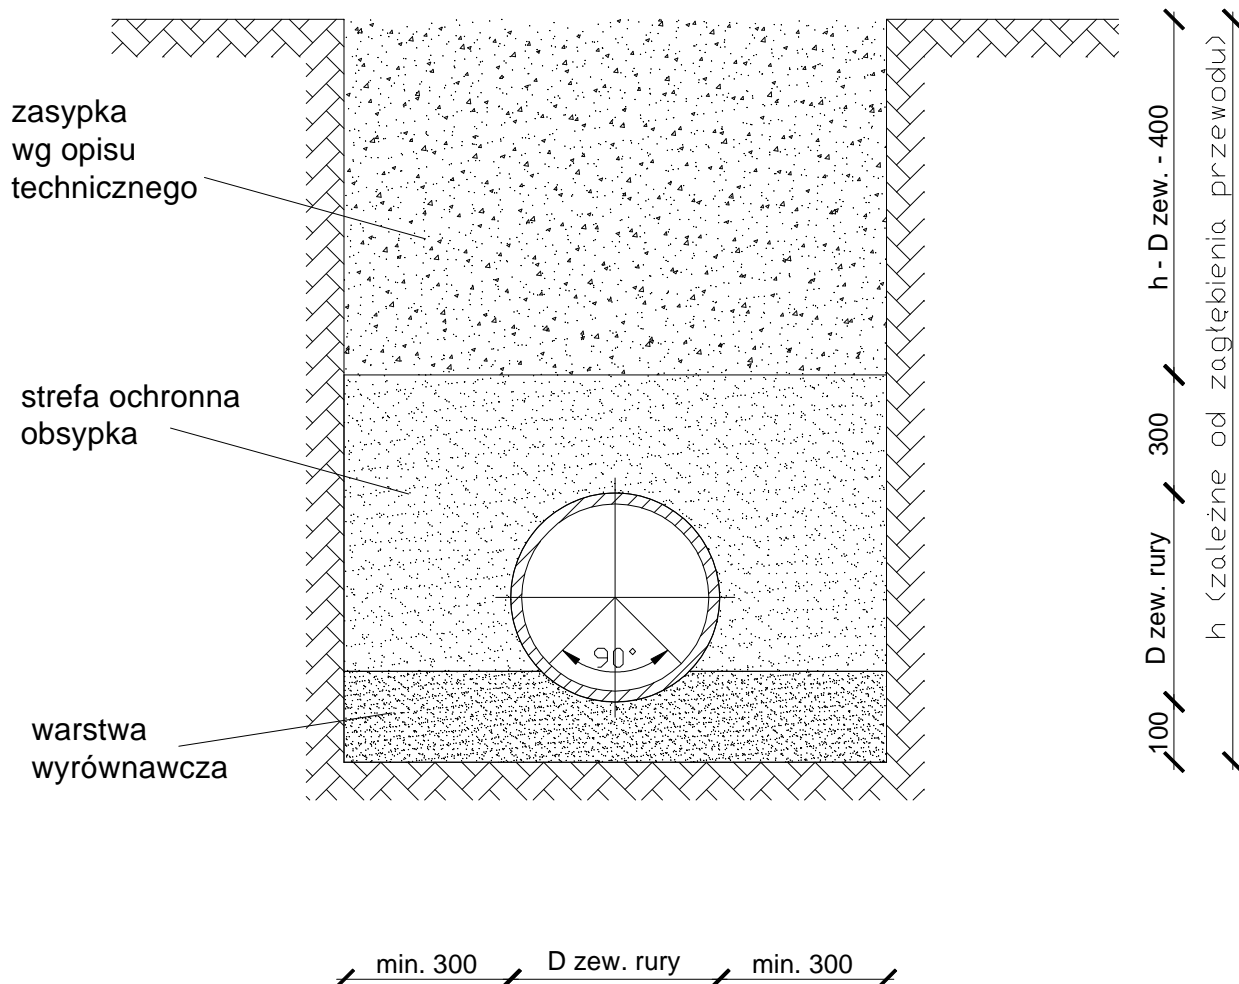 zasypka
wg opisu
technicznego
strefa ochronna
obsypka
warstwa
wyrównawcza
90°
h - D zew. - 400
300
D zew. rury
100
h (zalezne od zagłębienia przewodu)
min. 300
D zew. rury
min. 300